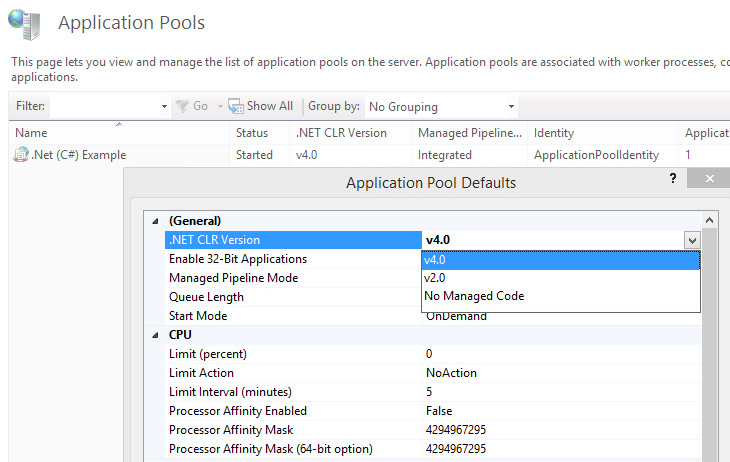 Application Pools
This page lets you view and manage the list of application pools on the server. Application pools are associated with worker processes, co
applications.
Filter: Go Show All Group by: No Grouping
Name Status .NET CLR Version Managed Pipeline... Identity Applicat
.Net (C#) Example Started v4.0 Integrated ApplicationPoolIdentity 1
Application Pool Defaults ? ×
(General)
.NET CLR Version v4.0
v4.0
Enable 32-Bit Applications
Managed Pipeline Mode v2.0
Queue Length No Managed Code
Start Mode OnDemand
CPU
Limit (percent) 0
Limit Action NoAction
Limit Interval (minutes) 5
Processor Affinity Enabled False
Processor Affinity Mask 4294967295
Processor Affinity Mask (64-bit option) 4294967295